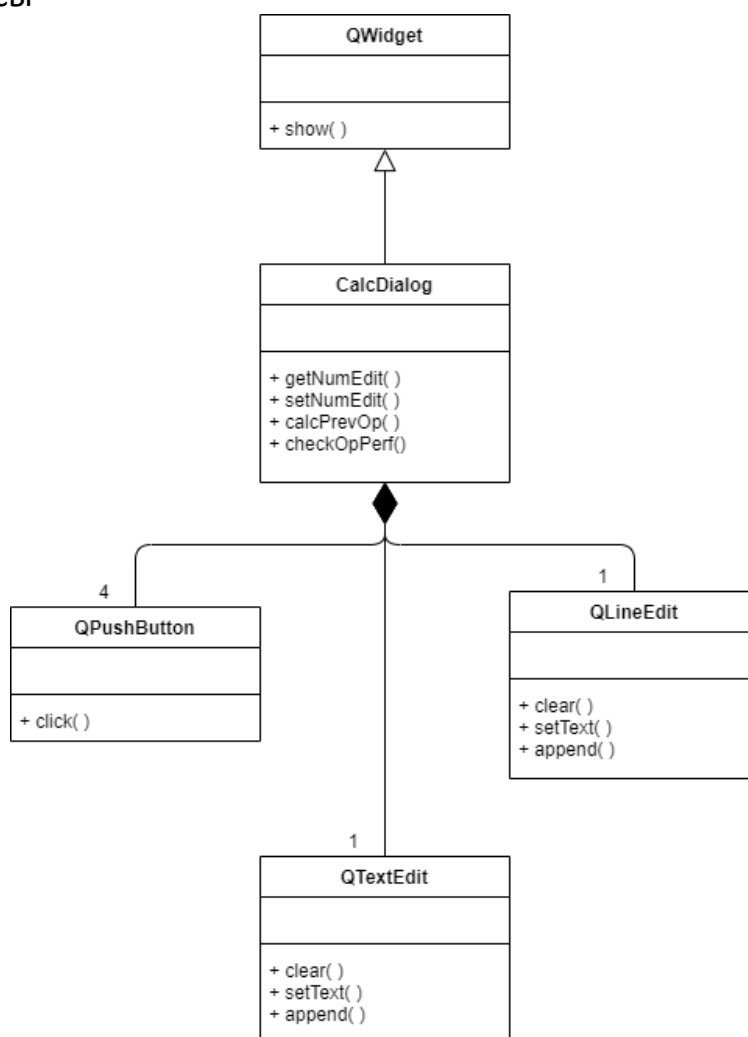 QWidget
+ show( )
CalcDialog
+ getNumEdit( )
+ setNumEdit( )
+ calcPrevOp( )
+ checkOpPerf()
4
1
QPushButton
QLineEdit
+ click( )
+ clear( )
+ setText( )
+ append( )
1
QTextEdit
+ clear( )
+ setText( )
+ append( )